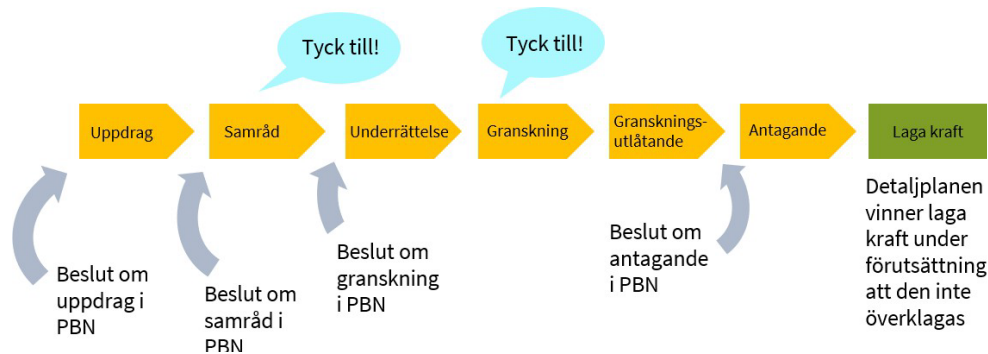 Tyck till!
Tyck till!
Uppdrag
Samråd
Underrättelse
Granskning
Gransknings-
utlåtande
Antagande
Laga kraft
Beslut om
uppdrag i
PBN
Beslut om
samråd i
PBN
Beslut om
granskning
i PBN
Beslut om
antagande
i PBN
Detaljplanen
vinner laga
kraft under
förutsättning
att den inte
överklagas